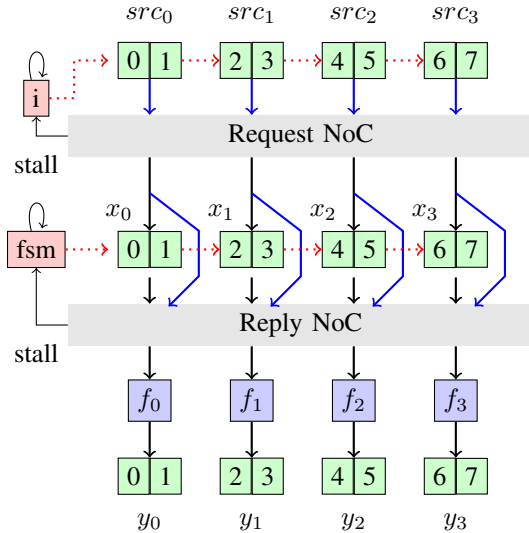 src₀ src₁ src₂ src₃
0 1 2 3 4 5 6 7
i
Request NoC
stall
x₀ x₁ x₂ x₃
fsm 0 1 2 3 4 5 6 7
Reply NoC
stall
f₀ f₁ f₂ f₃
0 1 2 3 4 5 6 7
y₀ y₁ y₂ y₃